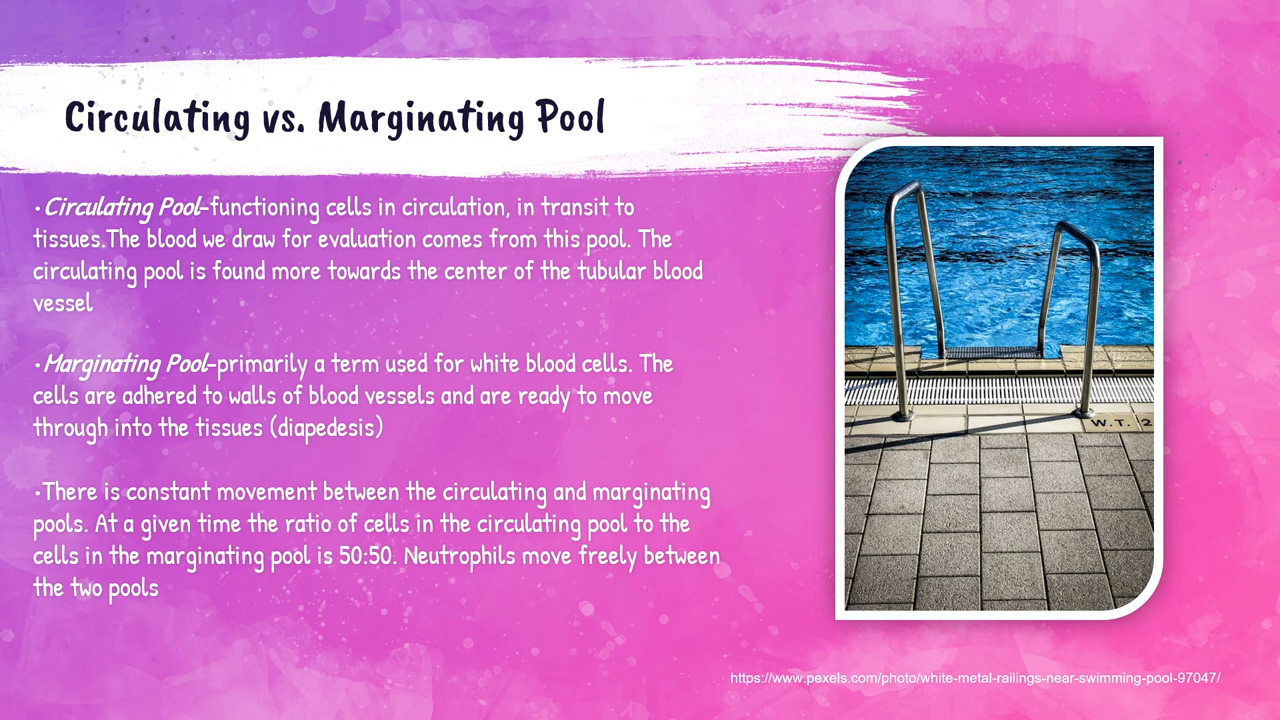 Circulating vs. Marginating Pool
•Circulating Pool-functioning cells in circulation, in transit to
tissues.The blood we draw for evaluation comes from this pool. The
circulating pool is found more towards the center of the tubular blood
vessel
•Marginating Pool-primarily a term used for white blood cells. The
cells are adhered to walls of blood vessels and are ready to move
through into the tissues (diapedesis)
•There is constant movement between the circulating and marginating
pools. At a given time the ratio of cells in the circulating pool to the
cells in the marginating pool is 50:50. Neutrophils move freely between
the two pools
W.T. '2
https://www.pexels.com/photo/white-metal-railings-near-swimming-pool-97047/